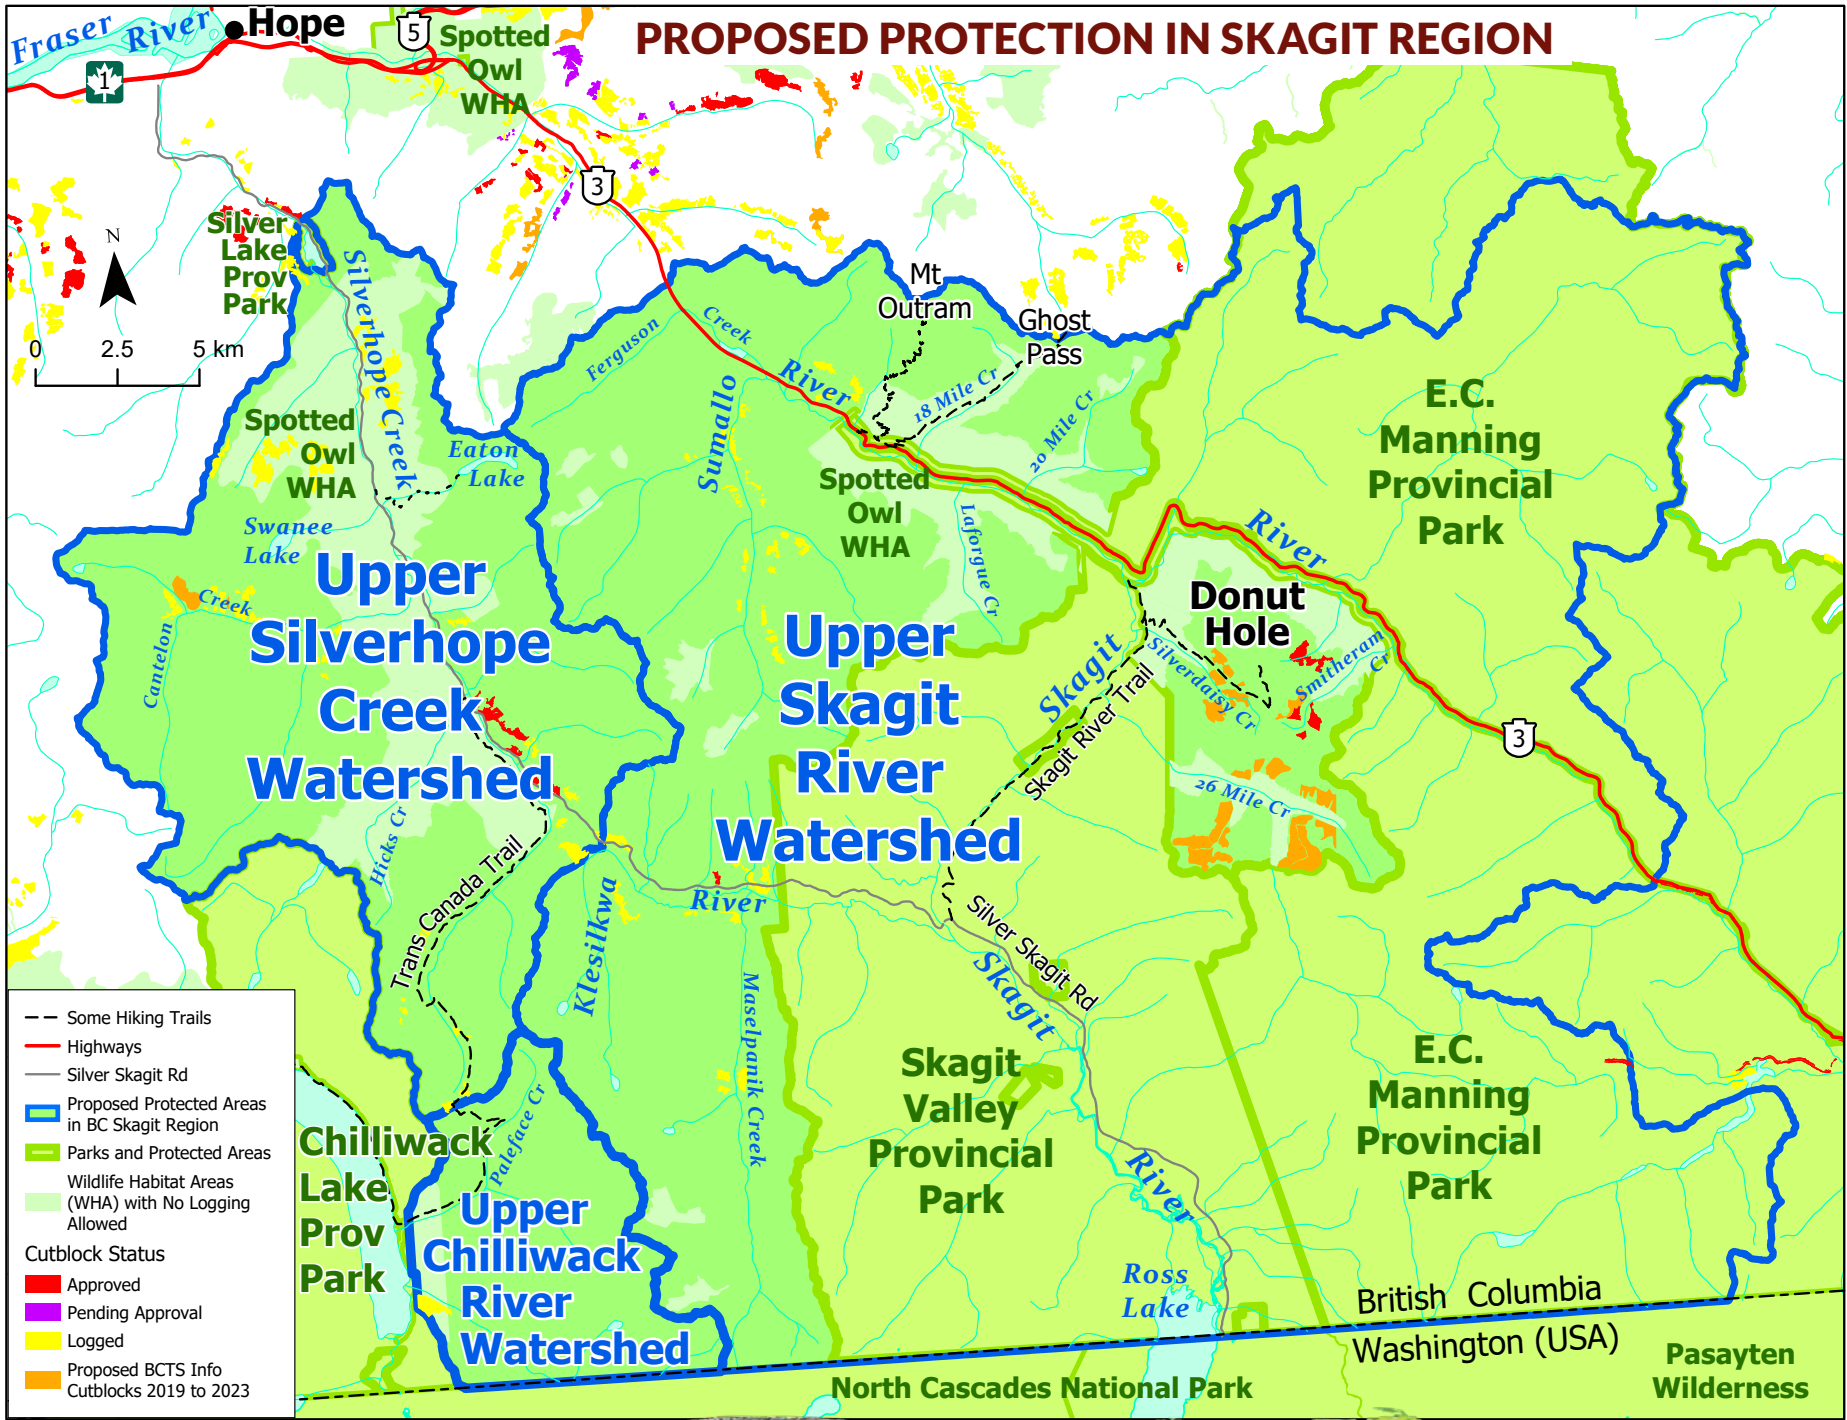 PROPOSED PROTECTION IN SKAGIT REGION
Fraser River
Hope
1
5
Spotted
Owl
WHA
3
N
0 2.5 5 km
Silver
Lake
Prov
Park
Silverhope Creek
Spotted
Owl
WHA
Eaton
Lake
Swanee
Lake
Cantelon Creek
Upper
Silverhope
Creek
Watershed
Hicks Cr
Trans Canada Trail
Ferguson Creek
Sumallo River
Mt
Outram
Ghost
Pass
18 Mile Cr
20 Mile Cr
Spotted
Owl
WHA
Laforgue Cr
Upper
Skagit
River
Watershed
Skagit River
Skagit River Trail
Donut
Hole
Silverdaisy Cr
Smitheram
Cr
26 Mile Cr
3
E.C.
Manning
Provincial
Park
Klesilkwa River
Maselpanik Creek
Silver Skagit Rd
Skagit River
Skagit
Valley
Provincial
Park
E.C.
Manning
Provincial
Park
Paleface Cr
Chilliwack
Lake
Prov
Park
Upper
Chilliwack
River
Watershed
Ross
Lake
British Columbia
Washington (USA)
North Cascades National Park
Pasayten
Wilderness
Some Hiking Trails
Highways
Silver Skagit Rd
Proposed Protected Areas
in BC Skagit Region
Parks and Protected Areas
Wildlife Habitat Areas
(WHA) with No Logging
Allowed
Cutblock Status
Approved
Pending Approval
Logged
Proposed BCTS Info
Cutblocks 2019 to 2023